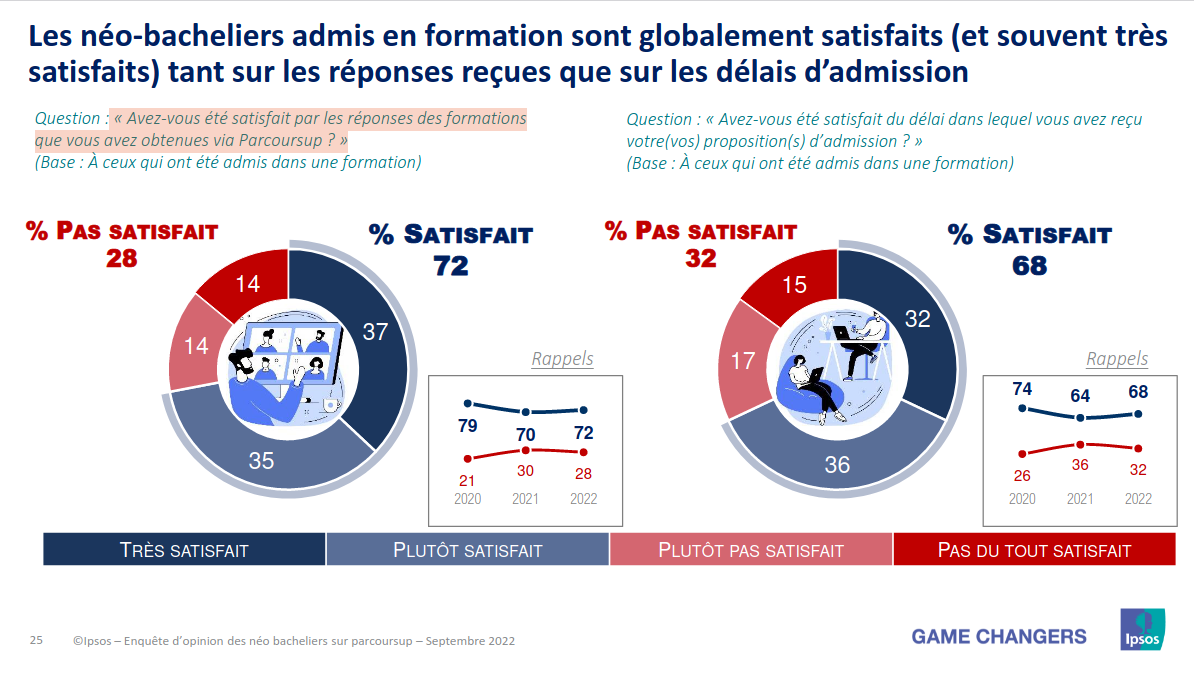 Les néo-bacheliers admis en formation sont globalement satisfaits (et souvent très
satisfaits) tant sur les réponses reçues que sur les délais d’admission
Question : « Avez-vous été satisfait par les réponses des formations
que vous avez obtenues via Parcoursup ? »
(Base : À ceux qui ont été admis dans une formation)
% PAS SATISFAIT
28
% SATISFAIT
72
37
35
14
14
Rappels
79
70
72
21
30
28
2020
2021
2022
Question : « Avez-vous été satisfait du délai dans lequel vous avez reçu
votre(vos) proposition(s) d’admission ? »
(Base : À ceux qui ont été admis dans une formation)
% PAS SATISFAIT
32
% SATISFAIT
68
32
36
17
15
Rappels
74
64
68
26
36
32
2020
2021
2022
TRÈS SATISFAIT
PLUTÔT SATISFAIT
PLUTÔT PAS SATISFAIT
PAS DU TOUT SATISFAIT
25
©Ipsos – Enquête d’opinion des néo bacheliers sur parcoursup – Septembre 2022
GAME CHANGERS
Ipsos